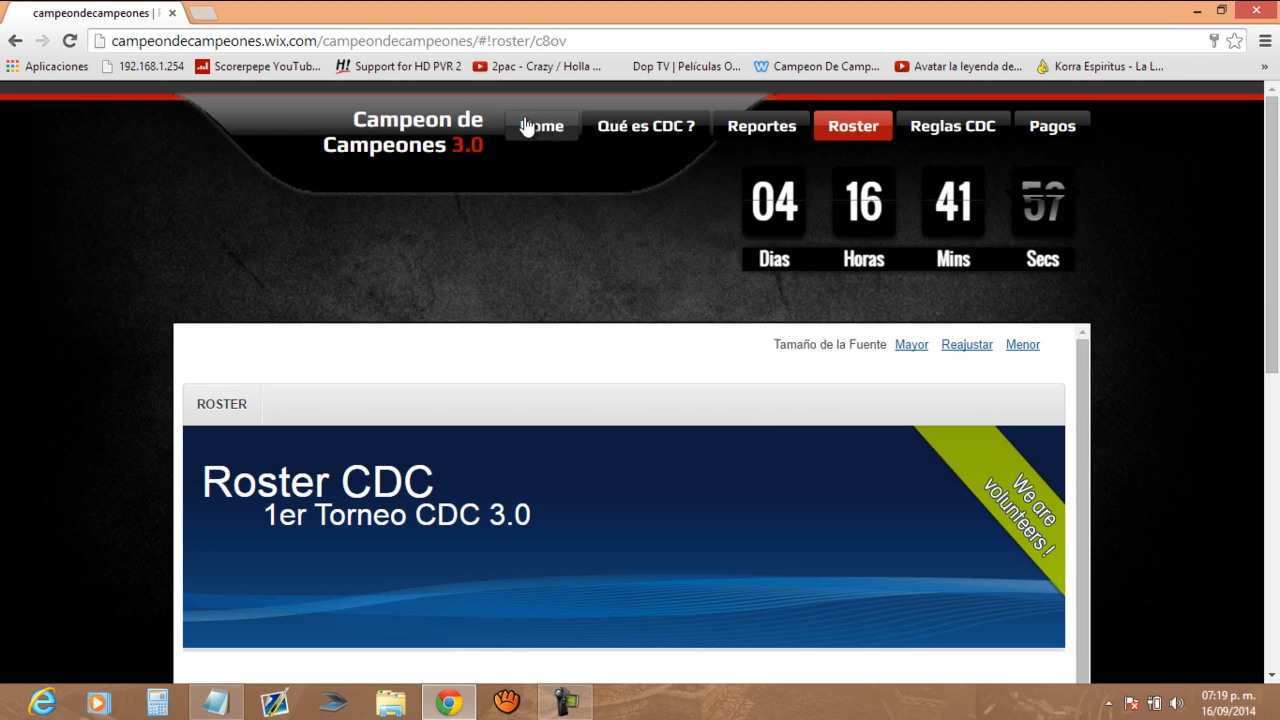 campeondecampeones |
campeondecampeones.wix.com/campeondecampeones/#!roster/c8ov
Aplicaciones 192.168.1.254 Scorerpepe YouTub... H! Support for HD PVR 2 2pac - Crazy / Holla ... Dop TV | Películas O... Campeon De Camp... Avatar la leyenda de... Korra Espiritus - La L... »
Campeon de
Campeones 3.0
Home Qué es CDC ? Reportes Roster Reglas CDC Pagos
04 16 41 57
Dias Horas Mins Secs
Tamaño de la Fuente Mayor Reajustar Menor
ROSTER
Roster CDC
1er Torneo CDC 3.0
We are
volunteers !
07:19 p. m.
16/09/2014